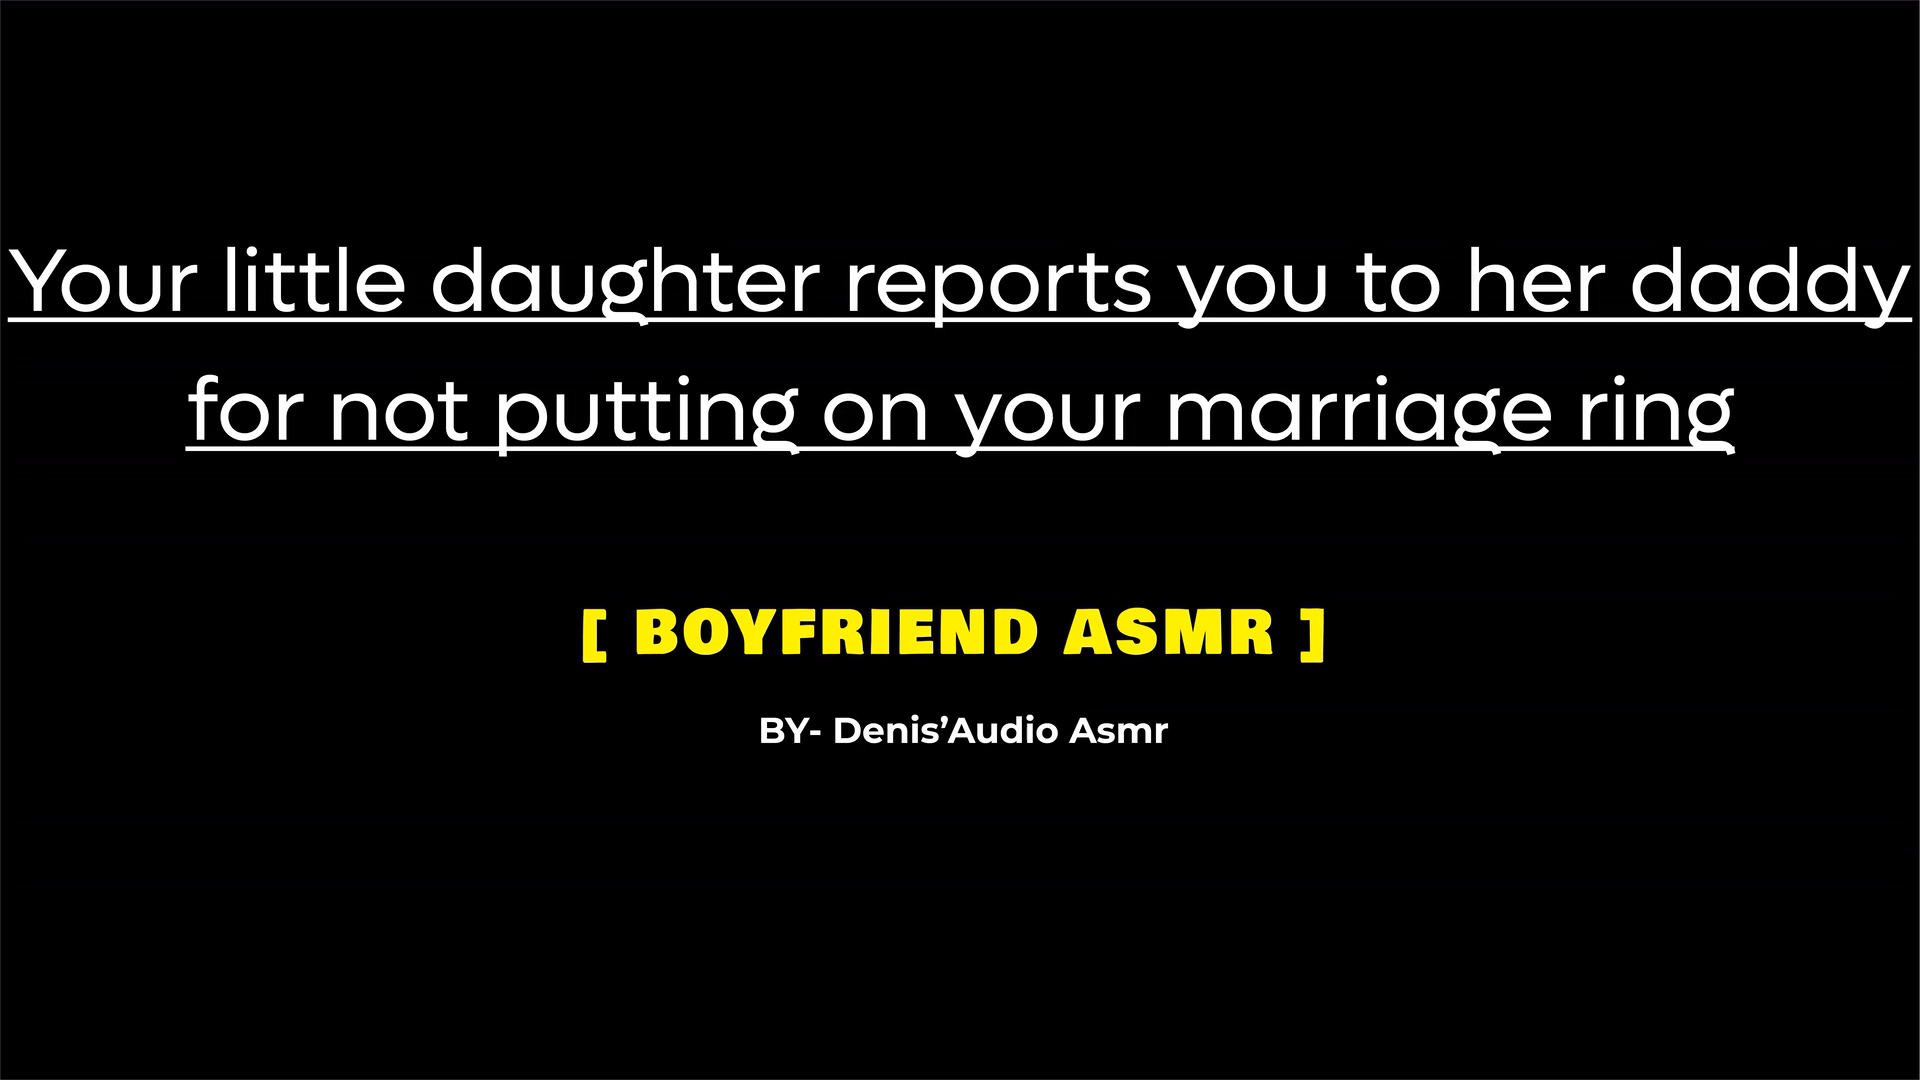 Your little daughter reports you to her daddy
for not putting on your marriage ring
[ BOYFRIEND ASMR ]
BY- Denis’Audio Asmr